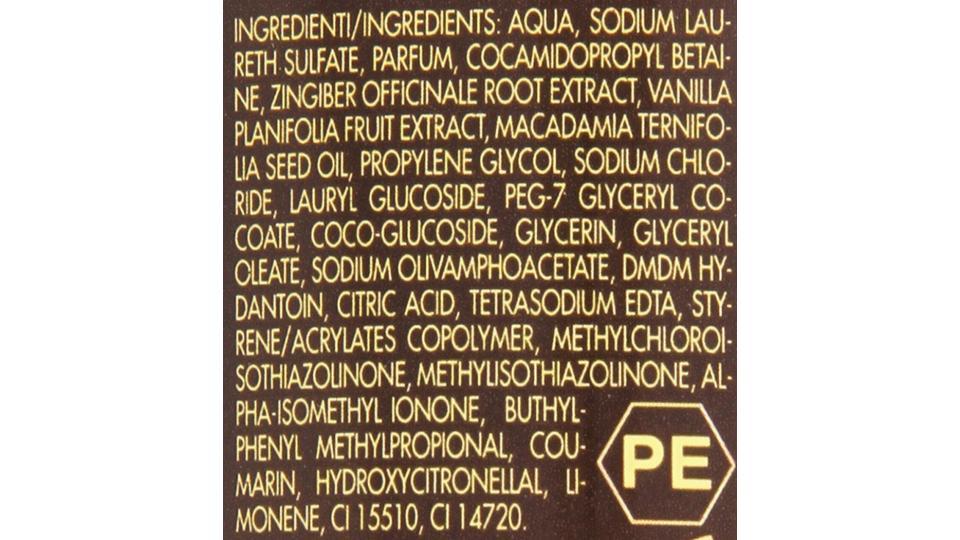 INGREDIENTI/INGREDIENTS: AQUA, SODIUM LAU-
RETH SULFATE, PARFUM, COCAMIDOPROPYL BETAI-
NE, ZINGIBER OFFICINALE ROOT EXTRACT, VANILLA
PLANIFOLIA FRUIT EXTRACT, MACADAMIA TERNIFO-
LIA SEED OIL, PROPYLENE GLYCOL, SODIUM CHLO-
RIDE, LAURYL GLUCOSIDE, PEG-7 GLYCERYL CO-
COATE, COCO-GLUCOSIDE, GLYCERIN, GLYCERYL
OLEATE, SODIUM OLIVAMPHOACETATE, DMDM HY-
DANTOIN, CITRIC ACID, TETRASODIUM EDTA, STY-
RENE/ACRYLATES COPOLYMER, METHYLCHLOROI-
SOTHIAZOLINONE, METHYLISOTHIAZOLINONE, AL-
PHA-ISOMETHYL IONONE, BUTHYL-
PHENYL METHYLPROPIONAL, COU-
MARIN, HYDROXYCITRONELLAL, LI-
MONENE, CI 15510, CI 14720.
PE